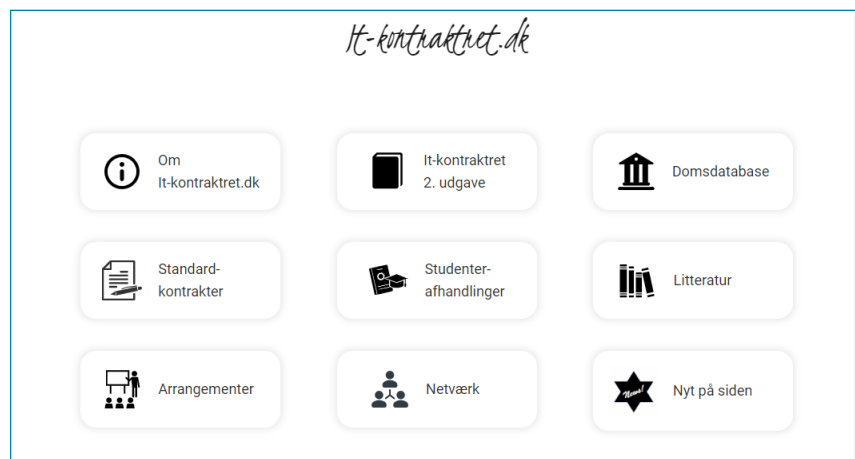 It-kontraktret.dk
Om
It-kontraktret.dk
It-kontraktret
2. udgave
Domsdatabase
Standard-
kontrakter
Studenter-
afhandlinger
Litteratur
Arrangementer
Netværk
News!
Nyt på siden